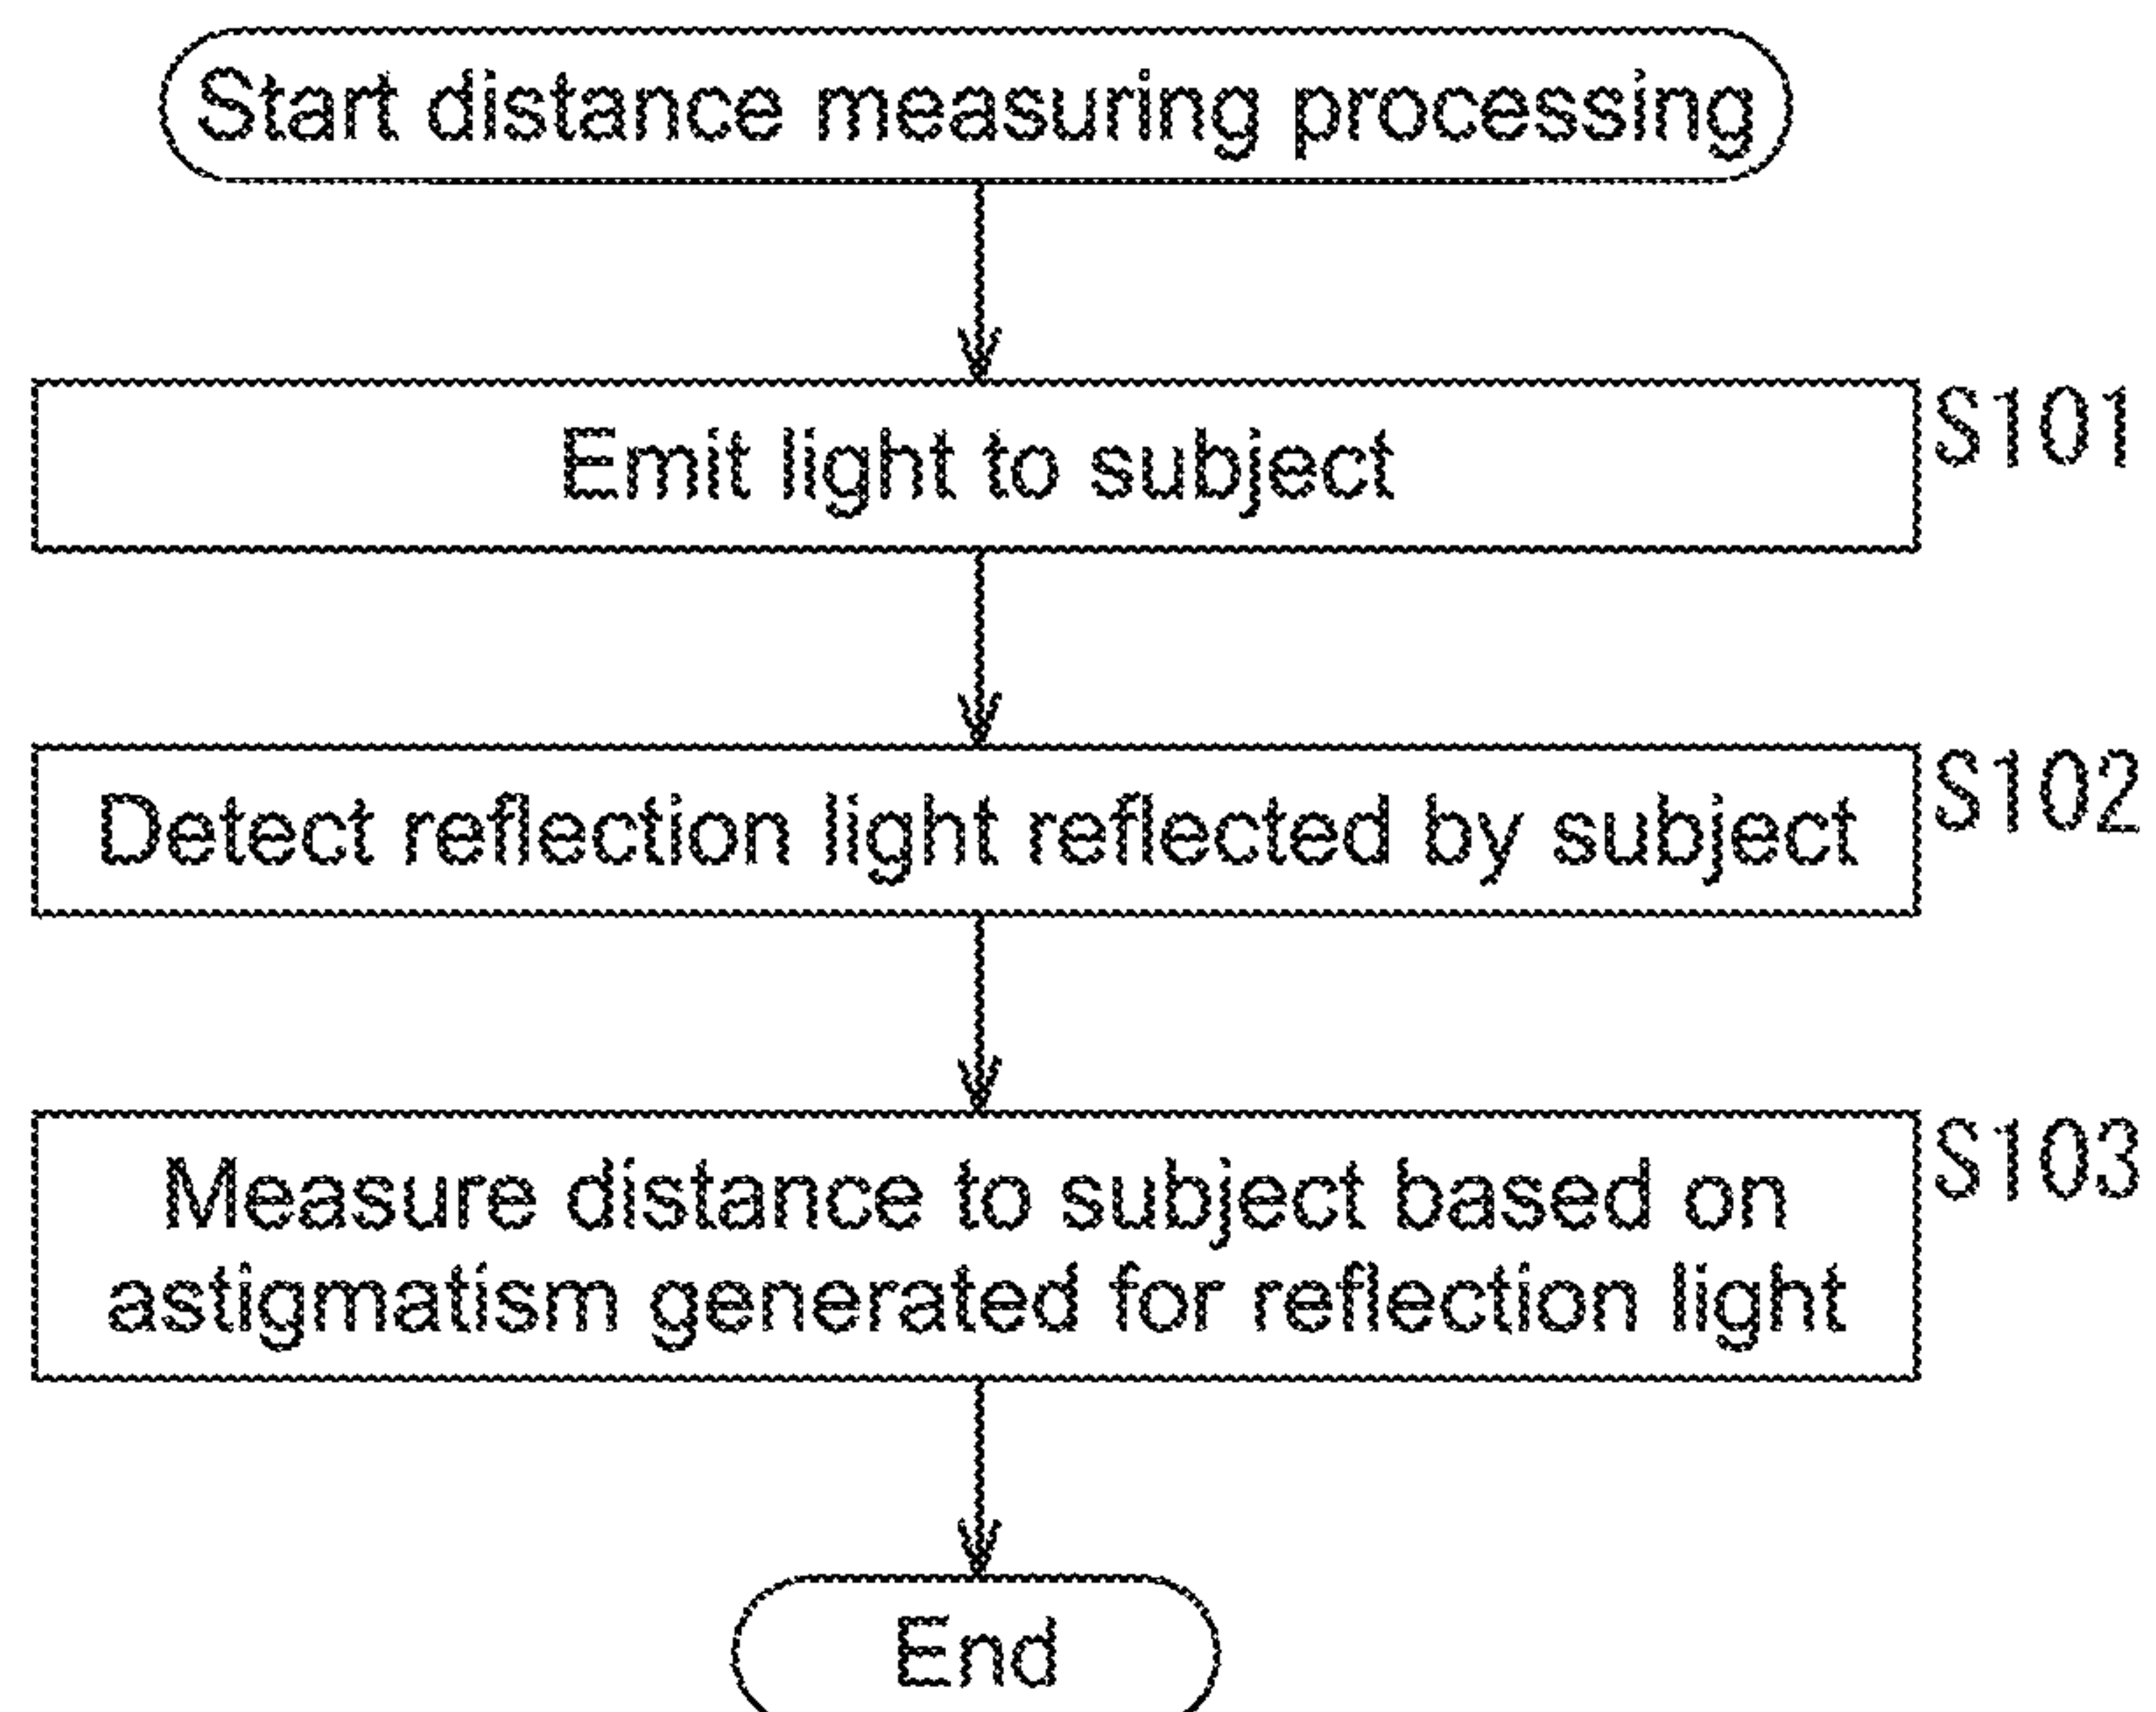 Start distance measuring processing
Emit light to subject
S101
Detect reflection light reflected by subject
S102
Measure distance to subject based on
astigmatism generated for reflection light
S103
End